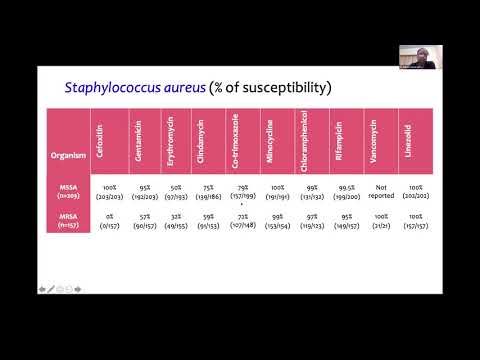 Staphylococcus aureus (% of susceptibility)
Organism Cefoxitin Gentamicin Erythromycin Clindamycin Co-trimoxazole Minocycline Chloramphenicol Rifampicin Vancomycin Linezolid
MSSA 100% 95% 50% 75% 79% 100% 99% 99.5% Not 100%
(n=203) (203/203) (192/203) (97/193) (139/186) (157/199) (191/191) (131/132) (199/200) reported (202/202)
MRSA 0% 57% 32% 59% 72% 99% 97% 95% 100% 100%
(n=157) (0/157) (90/157) (49/155) (91/153) (107/148) (153/154) (119/123) (149/157) (21/21) (157/157)